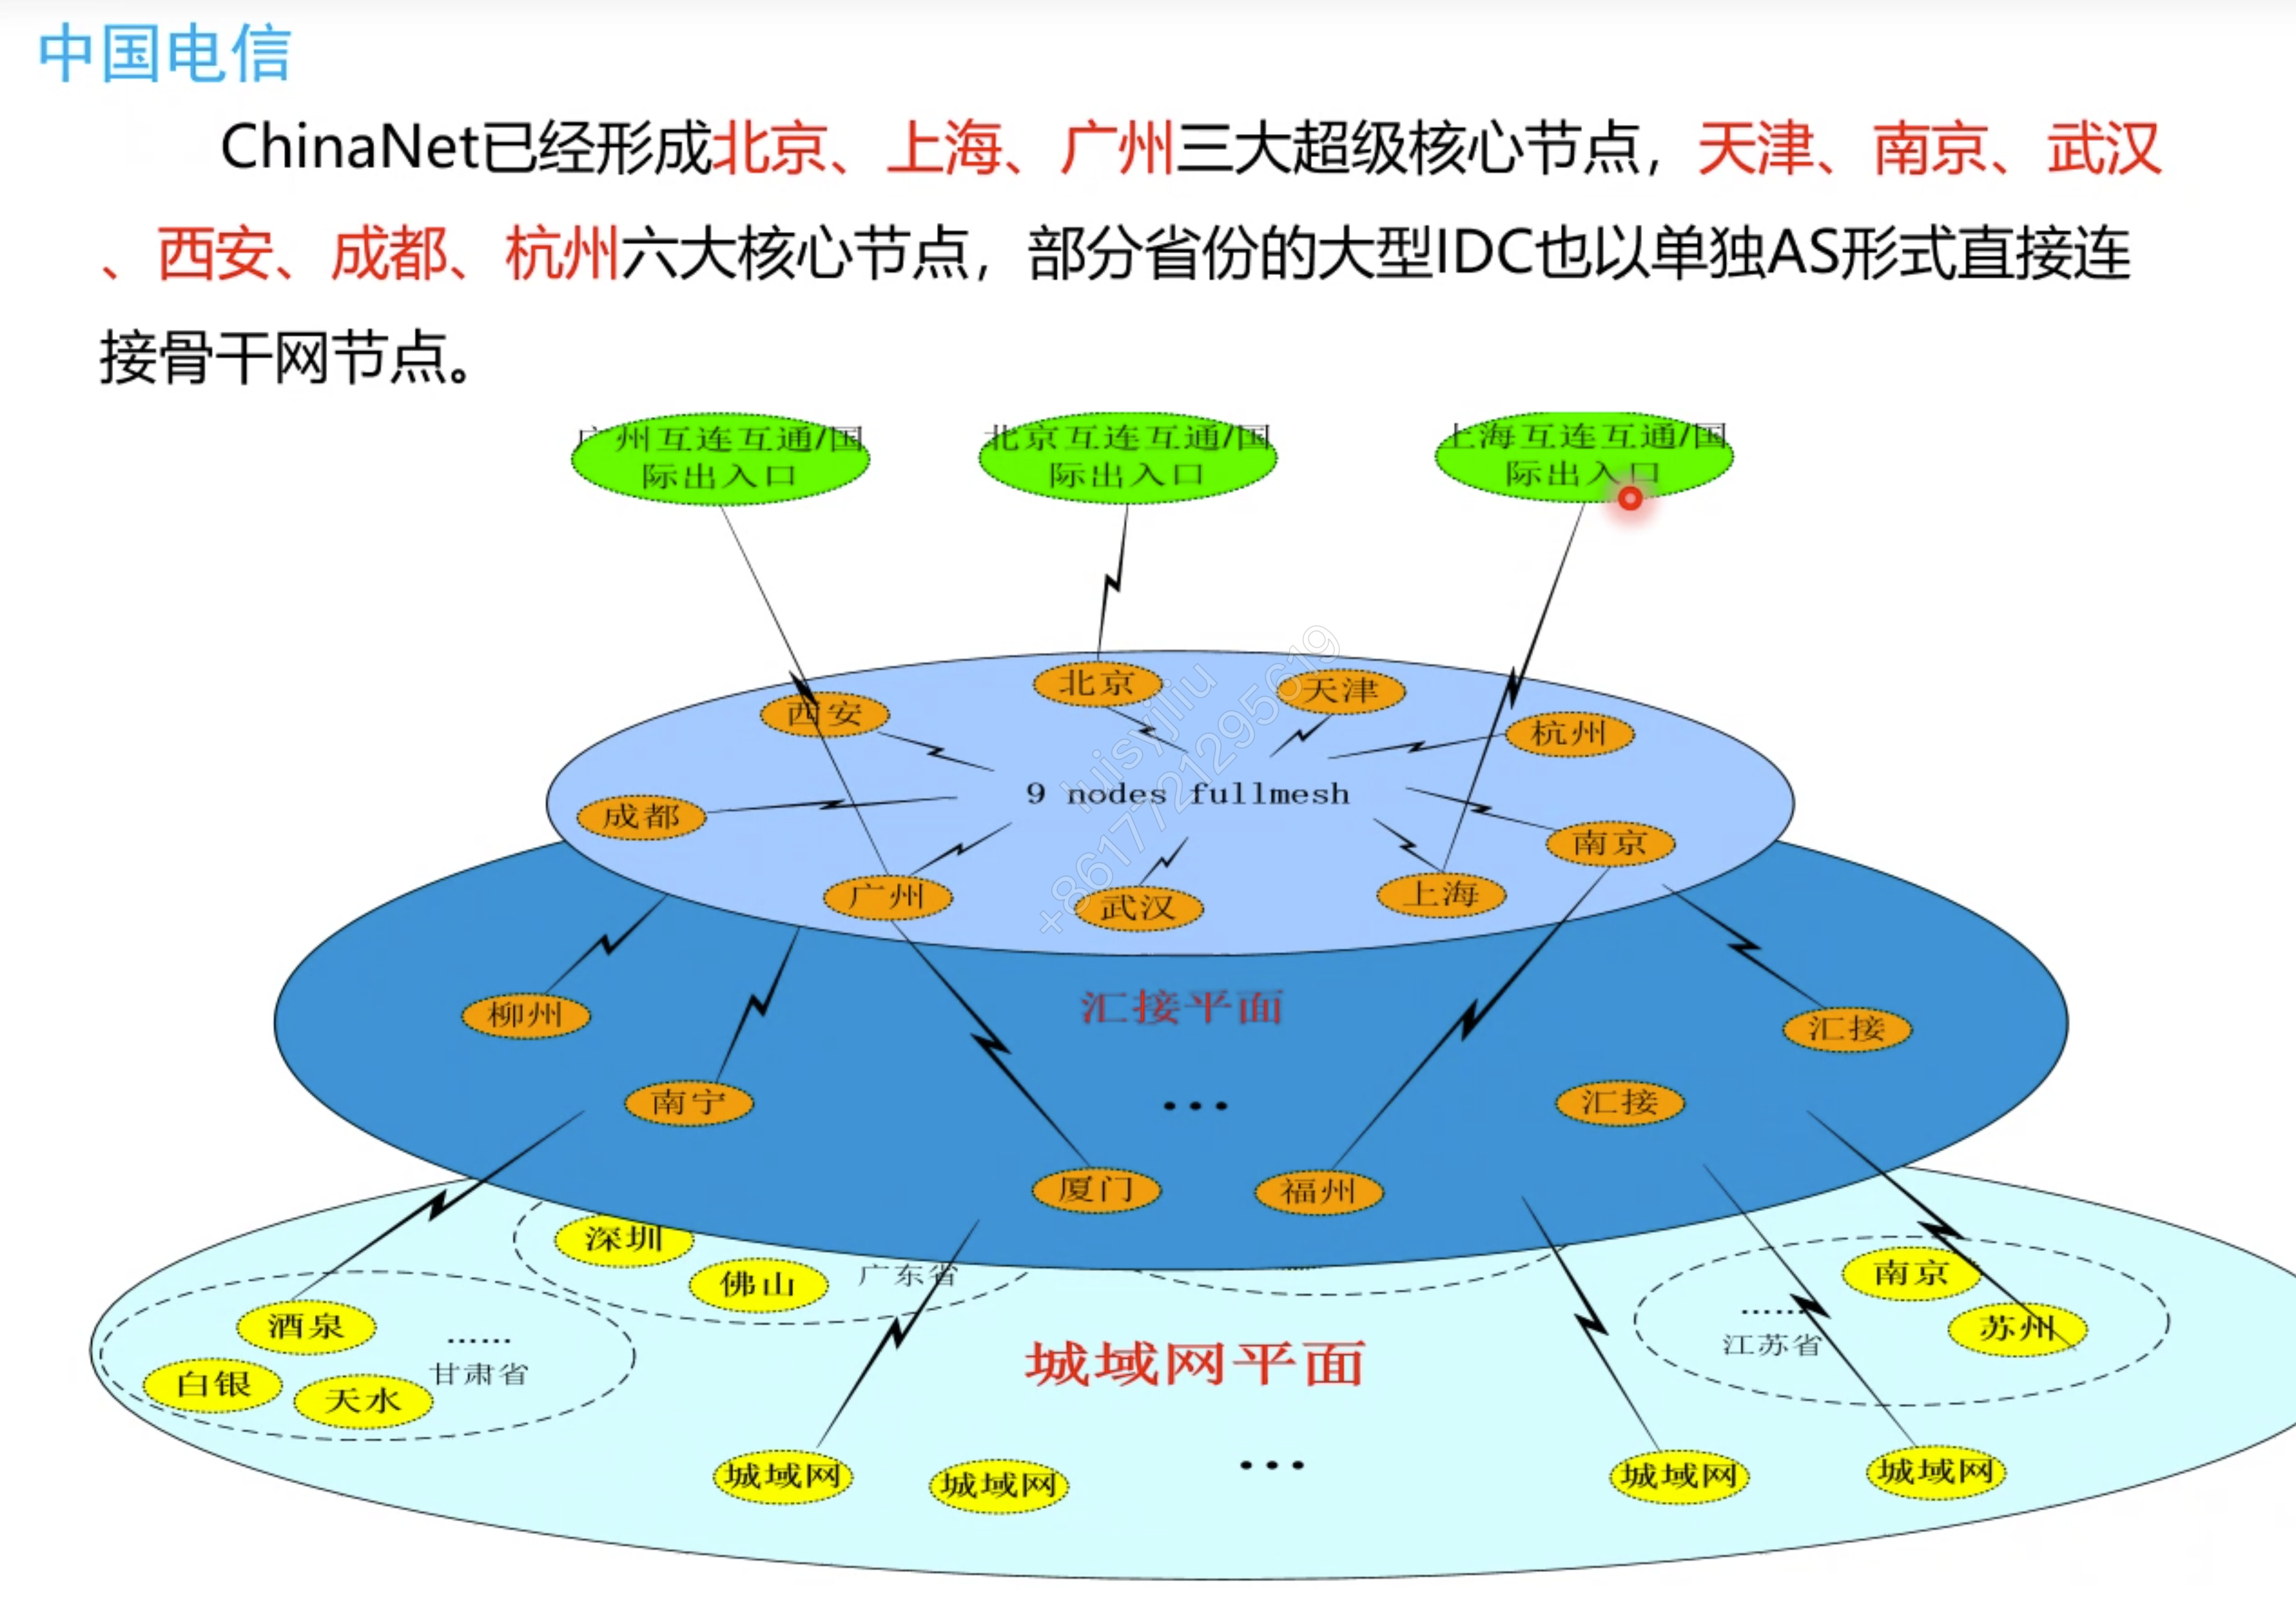 中国电信
ChinaNet已经形成北京、上海、广州三大超级核心节点，天津、南京、武汉
、西安、成都、杭州六大核心节点，部分省份的大型IDC也以单独AS形式直接连
接骨干网节点。
广州互连互通/国
际出入口
北京互连互通/国
际出入口
上海互连互通/国
际出入口
北京
天津
西安
杭州
9 nodes fullmesh
成都
南京
广州
武汉
上海
luisyjliu
+8617721295619
汇接平面
柳州
汇接
南宁
...
汇接
厦门
福州
深圳
佛山
广东省
南京
酒泉
......
甘肃省
白银
天水
城域网平面
......
江苏省
苏州
城域网
城域网
...
城域网
城域网